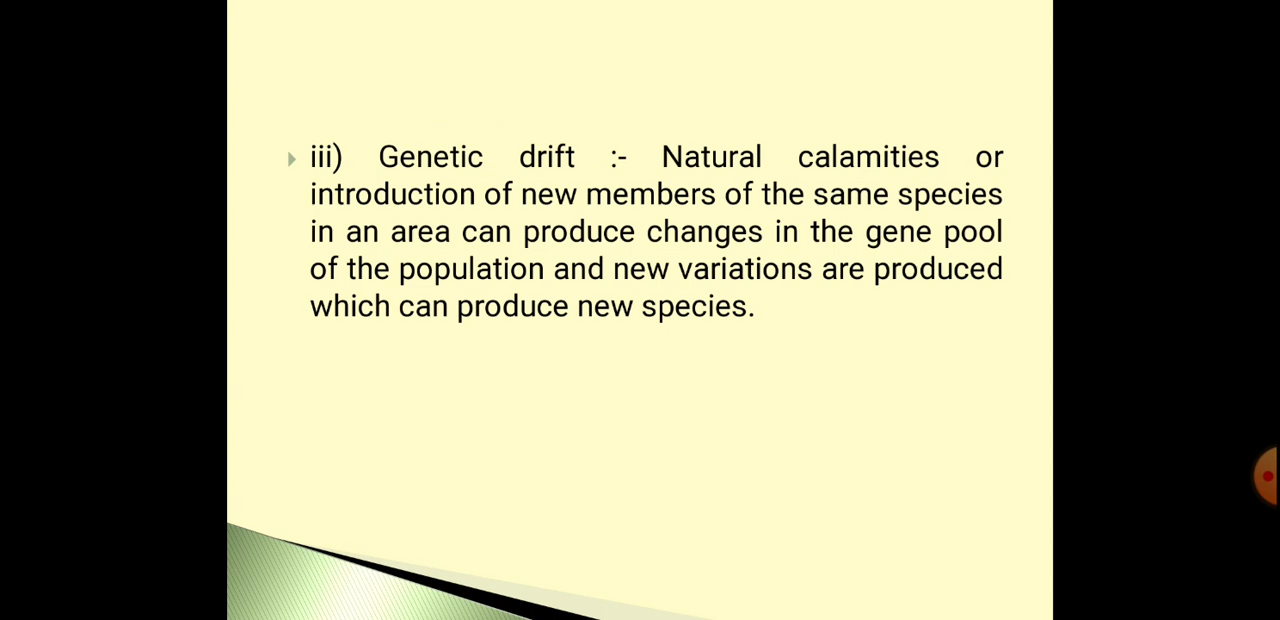 iii) Genetic drift :- Natural calamities or
introduction of new members of the same species
in an area can produce changes in the gene pool
of the population and new variations are produced
which can produce new species.